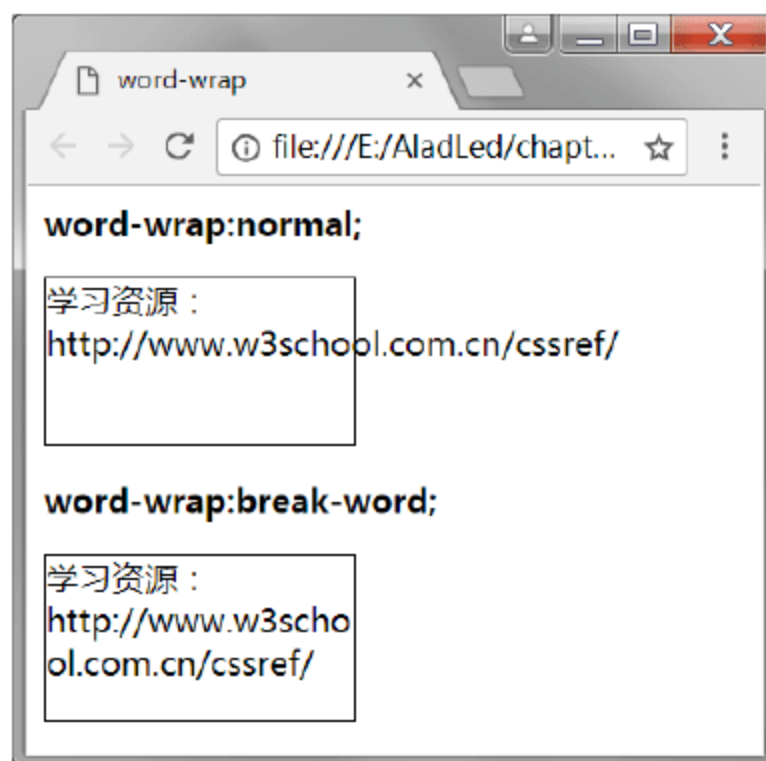 word-wrap
file:///E:/AladLed/chapt...
word-wrap:normal;
学习资源：
http://www.w3school.com.cn/cssref/
word-wrap:break-word;
学习资源：
http://www.w3scho
ol.com.cn/cssref/